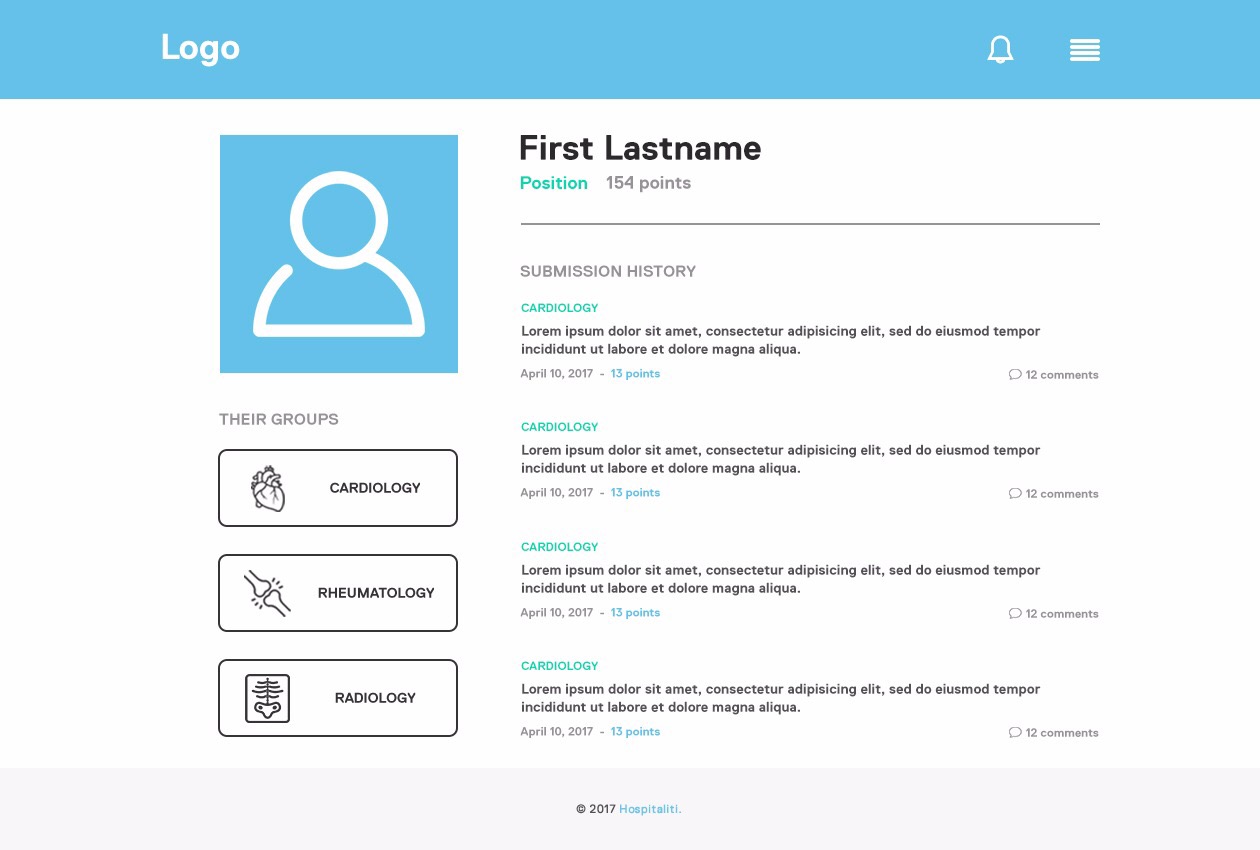 Logo
First Lastname
Position 154 points
SUBMISSION HISTORY
CARDIOLOGY
Lorem ipsum dolor sit amet, consectetur adipisicing elit, sed do eiusmod tempor
incididunt ut labore et dolore magna aliqua.
April 10, 2017 - 13 points 12 comments
CARDIOLOGY
Lorem ipsum dolor sit amet, consectetur adipisicing elit, sed do eiusmod tempor
incididunt ut labore et dolore magna aliqua.
April 10, 2017 - 13 points 12 comments
CARDIOLOGY
Lorem ipsum dolor sit amet, consectetur adipisicing elit, sed do eiusmod tempor
incididunt ut labore et dolore magna aliqua.
April 10, 2017 - 13 points 12 comments
CARDIOLOGY
Lorem ipsum dolor sit amet, consectetur adipisicing elit, sed do eiusmod tempor
incididunt ut labore et dolore magna aliqua.
April 10, 2017 - 13 points 12 comments
THEIR GROUPS
CARDIOLOGY
RHEUMATOLOGY
RADIOLOGY
© 2017 Hospitaliti.